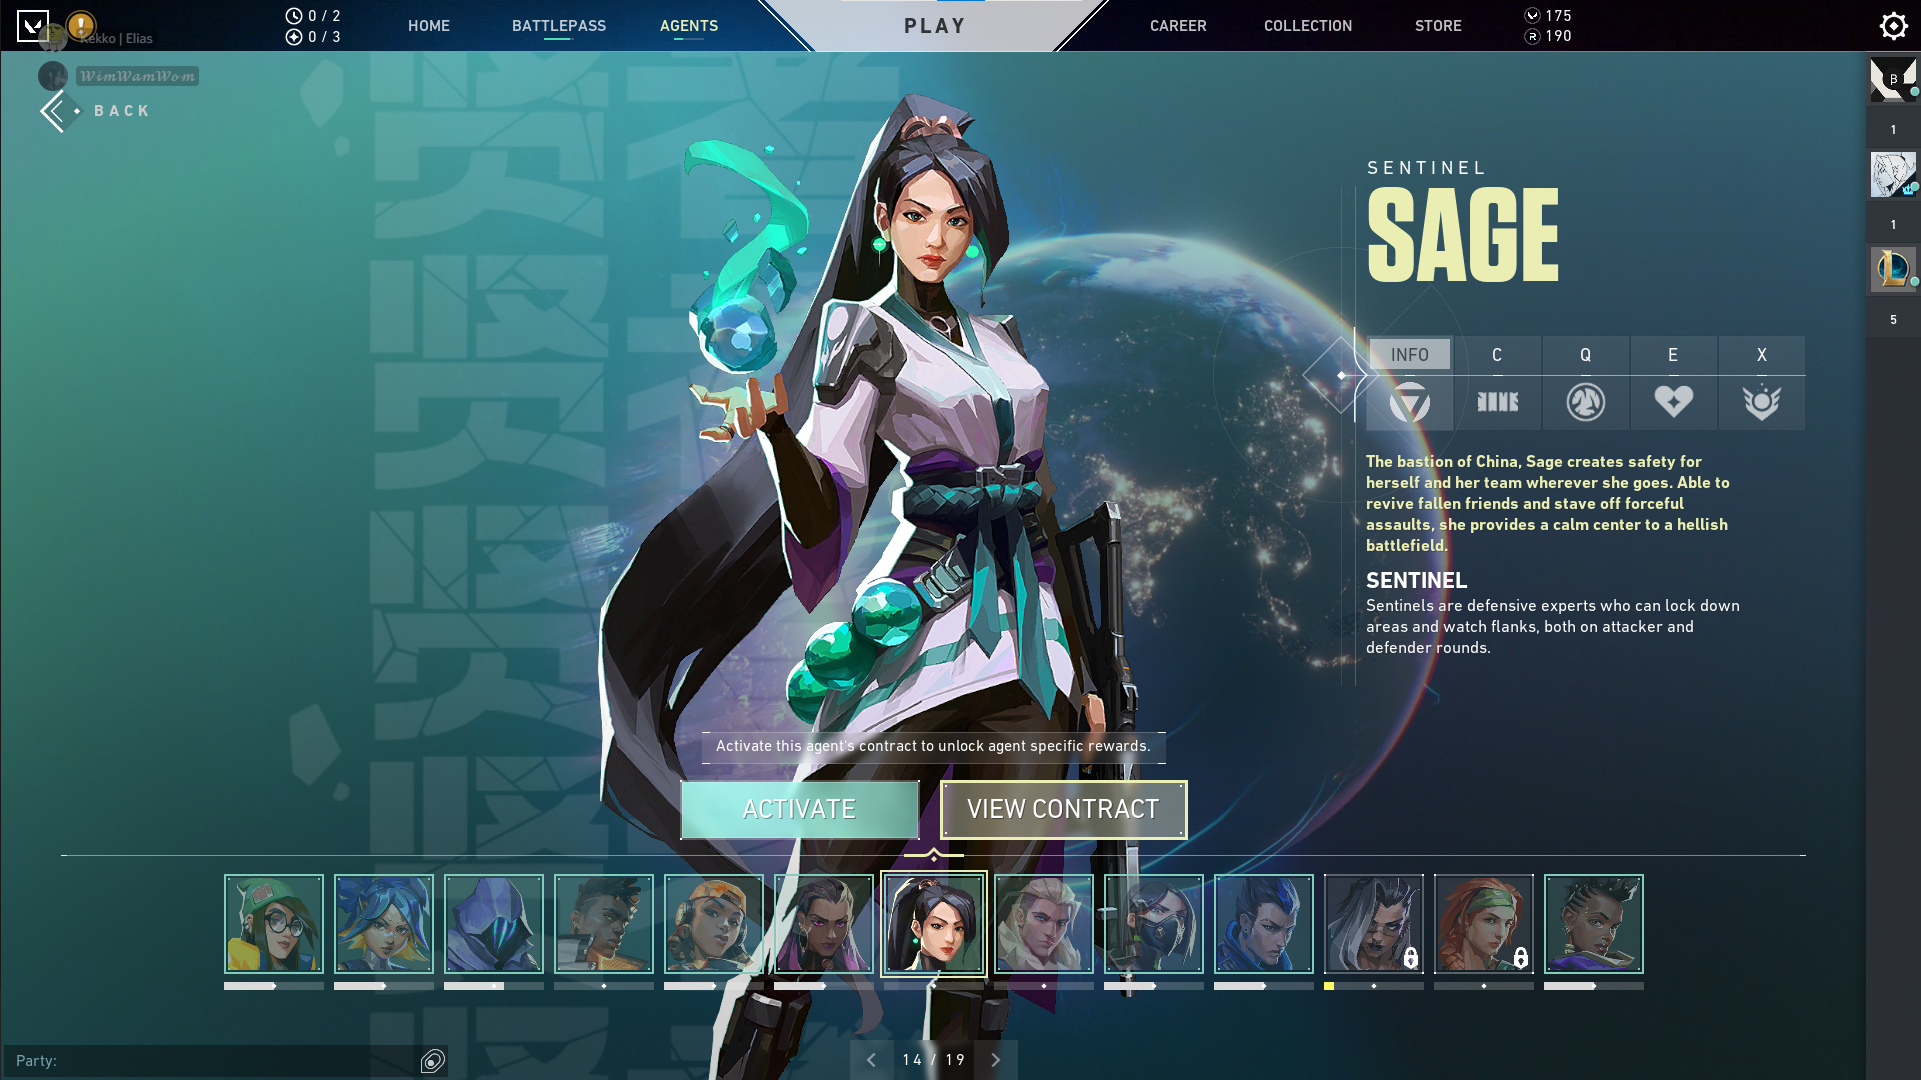 0 / 2
0 / 3
HOME
BATTLEPASS
AGENTS
PLAY
CAREER
COLLECTION
STORE
175
190
Kekko | Elias
WimWamWom
BACK
B
1
1
5
SENTINEL
SAGE
INFO
C
Q
E
X
The bastion of China, Sage creates safety for
herself and her team wherever she goes. Able to
revive fallen friends and stave off forceful
assaults, she provides a calm center to a hellish
battlefield.
SENTINEL
Sentinels are defensive experts who can lock down
areas and watch flanks, both on attacker and
defender rounds.
Activate this agent's contract to unlock agent specific rewards.
ACTIVATE
VIEW CONTRACT
Party:
14 / 19